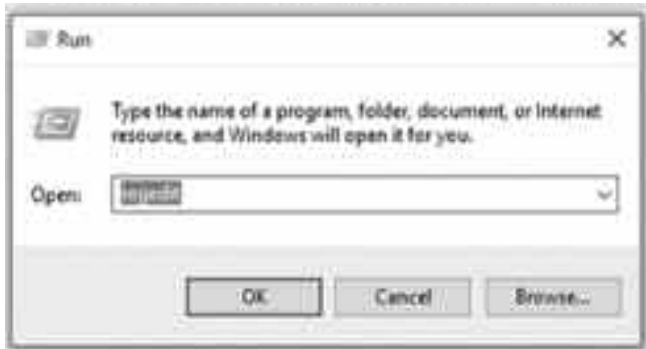 Run
Type the name of a program, folder, document, or Internet
resource, and Windows will open it for you.
Open:
OK
Cancel
Browse...